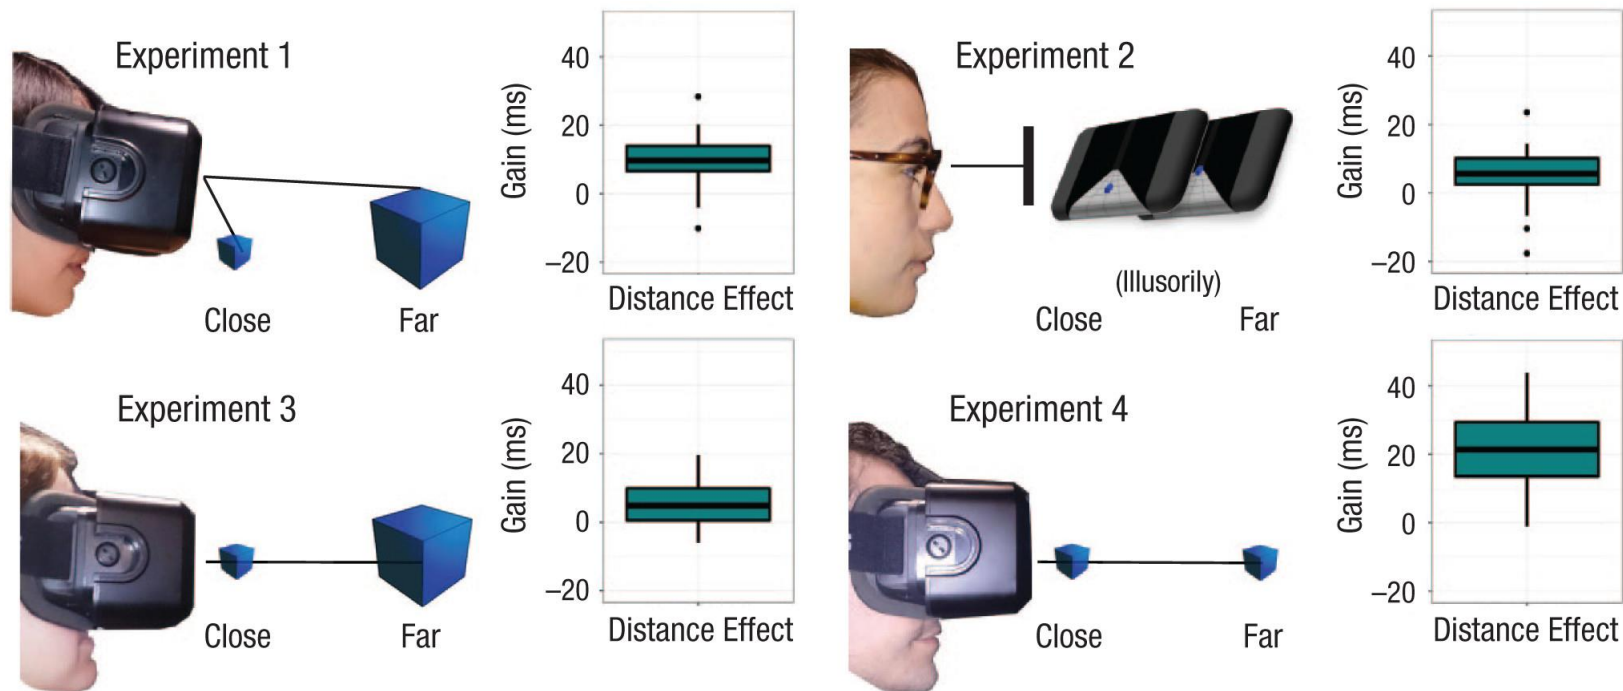 Experiment 1
Close
Far
Gain (ms)
40
20
0
–20
Distance Effect
Experiment 2
(Illusorily)
Close
Far
Gain (ms)
40
20
0
–20
Distance Effect
Experiment 3
Close
Far
Gain (ms)
40
20
0
–20
Distance Effect
Experiment 4
Close
Far
Gain (ms)
40
20
0
–20
Distance Effect